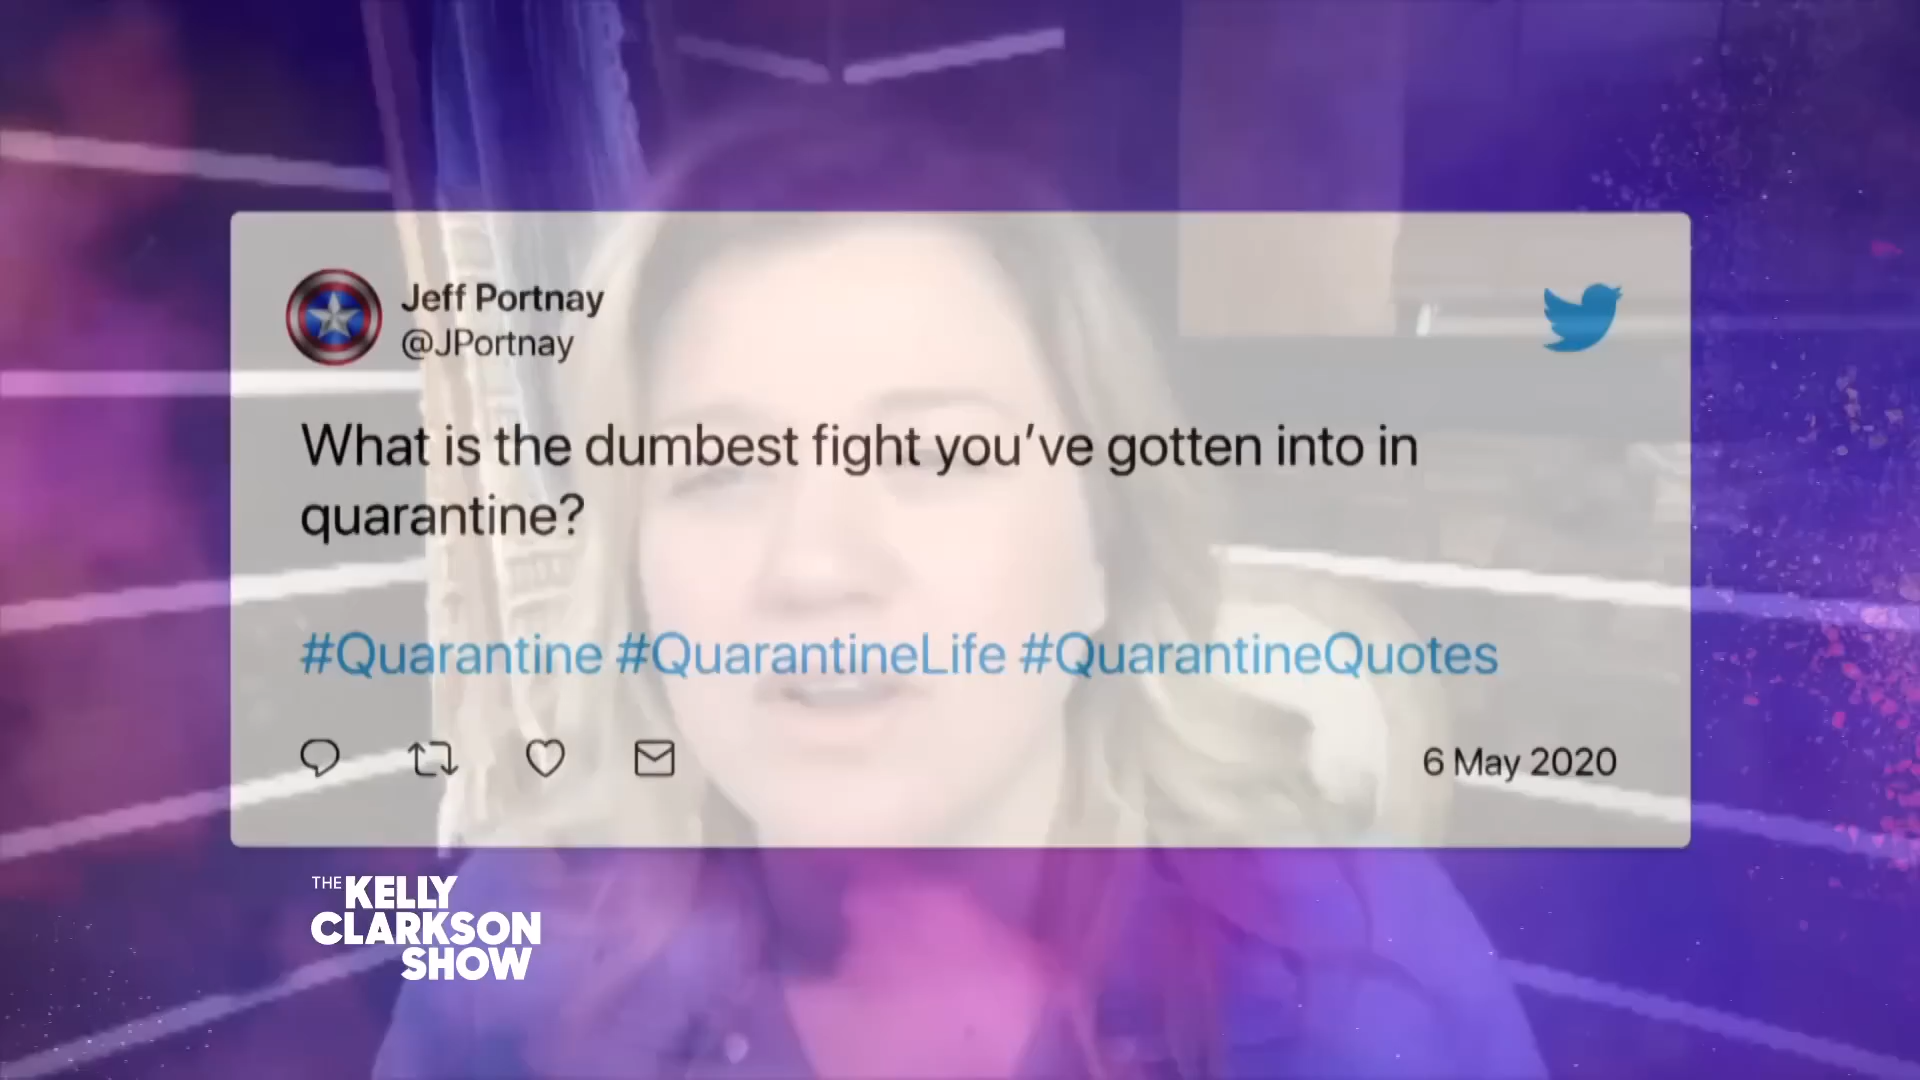 Jeff Portnay
@JPortnay
What is the dumbest fight you've gotten into in
quarantine?
#Quarantine #QuarantineLife #QuarantineQuotes
6 May 2020
THE KELLY
CLARKSON
SHOW